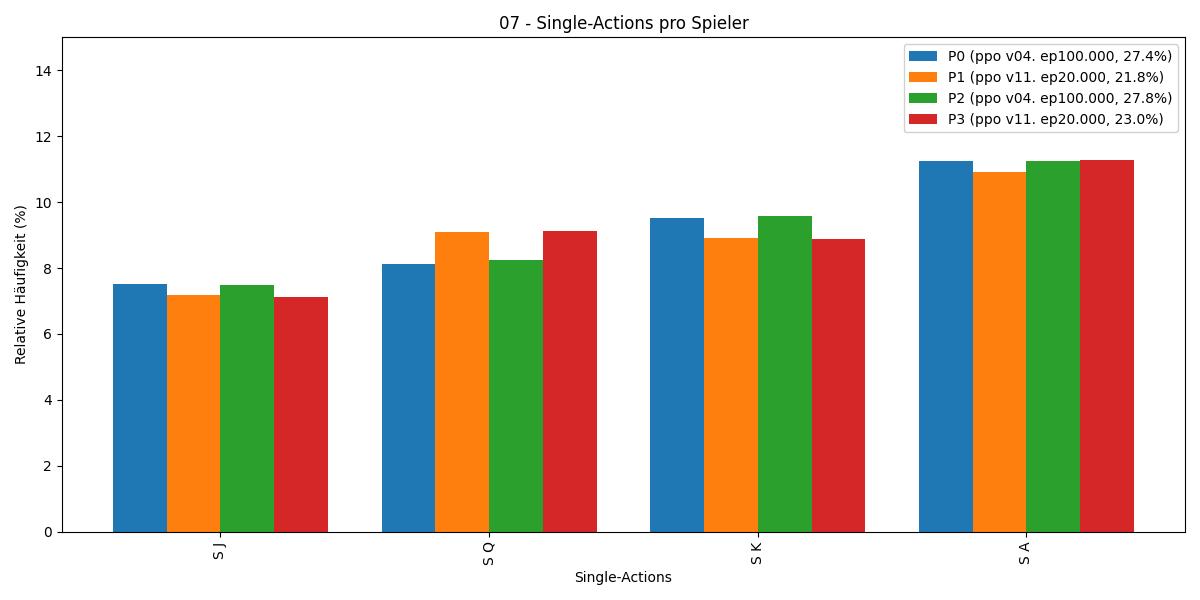 07 - Single-Actions pro Spieler
P0 (ppo v04. ep100.000, 27.4%)
P1 (ppo v11. ep20.000, 21.8%)
P2 (ppo v04. ep100.000, 27.8%)
P3 (ppo v11. ep20.000, 23.0%)
Relative Häufigkeit (%)
14
12
10
8
6
4
2
0
S J
S Q
S K
S A
Single-Actions